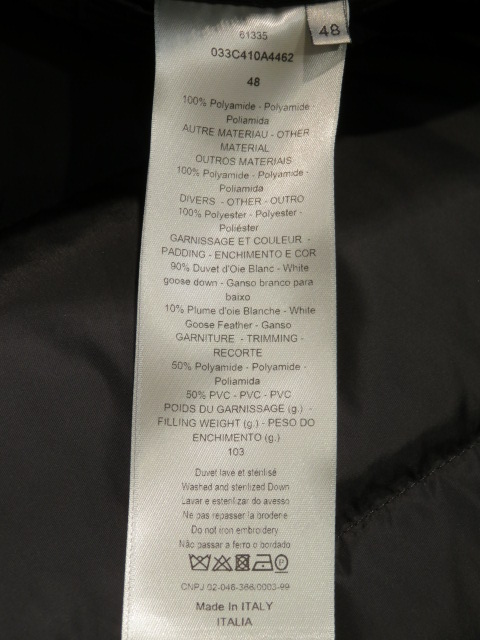 48
61335
033C410A4462
48
100% Polyamide - Polyamide -
Poliamida
AUTRE MATERIAU - OTHER
MATERIAL
OUTROS MATERIAIS
100% Polyamide - Polyamide -
Poliamida
DIVERS - OTHER - OUTRO
100% Polyester - Polyester -
Poliéster
GARNISSAGE ET COULEUR -
PADDING - ENCHIMENTO E COR
90% Duvet d'Oie Blanc - White
goose down - Ganso branco para
baixo
10% Plume d'oie Blanche - White
Goose Feather - Ganso
GARNITURE - TRIMMING -
RECORTE
50% Polyamide - Polyamide -
Poliamida
50% PVC - PVC - PVC
POIDS DU GARNISSAGE (g.) -
FILLING WEIGHT (g.) - PESO DO
ENCHIMENTO (g.)
103
Duvet lave et stérilisé
Washed and sterilized Down
Lavar e esterilizar do avesso
Ne pas repasser la broderie
Do not iron embroidery
Não passar a ferro o bordado
CNPJ 02-046-366/0003-99
Made In ITALY
ITALIA